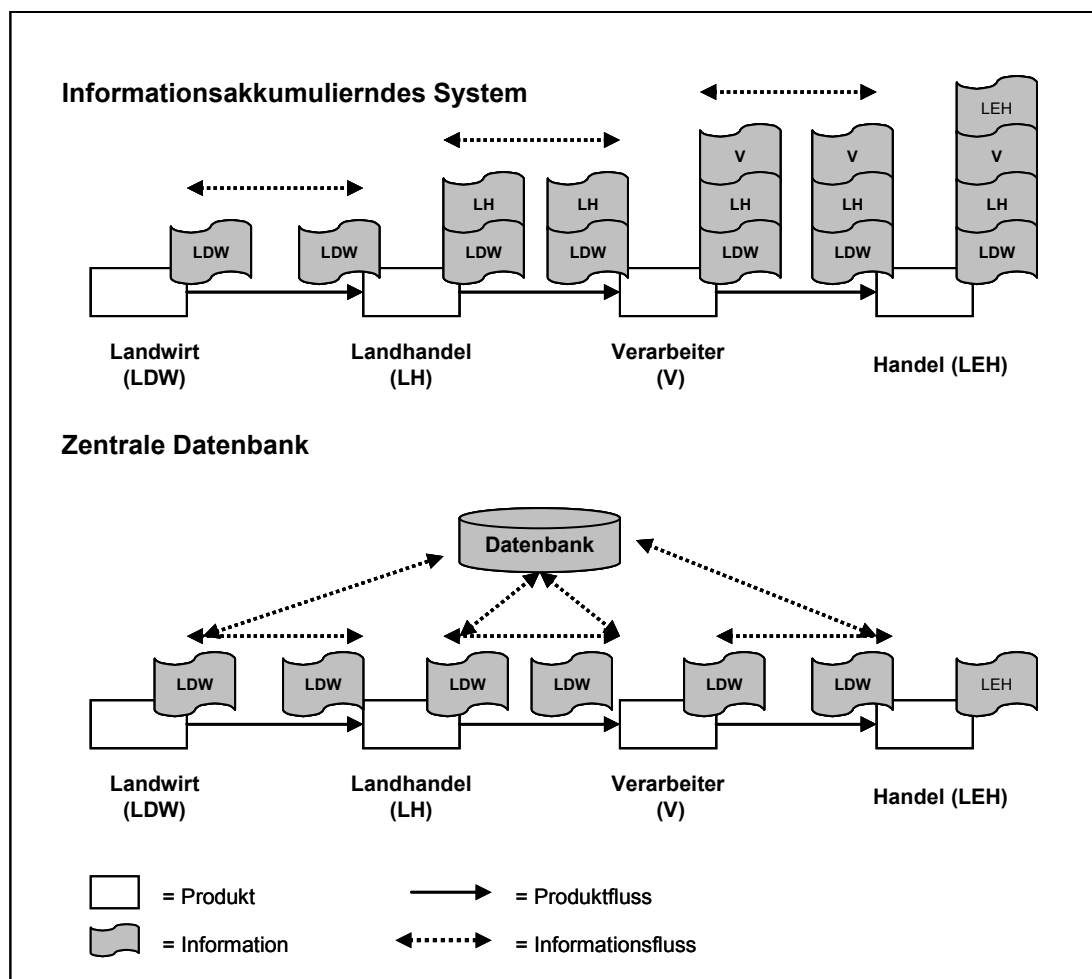 Informationsakkumulierndes System
LEH
V V V
LH LH LH LH LH
LDW LDW LDW LDW LDW LDW LDW
Landwirt
(LDW)
Landhandel
(LH)
Verarbeiter
(V)
Handel (LEH)
Zentrale Datenbank
Datenbank
LDW LDW LDW LDW LDW LDW LEH
Landwirt
(LDW)
Landhandel
(LH)
Verarbeiter
(V)
Handel (LEH)
= Produkt
= Produktfluss
= Information
= Informationsfluss